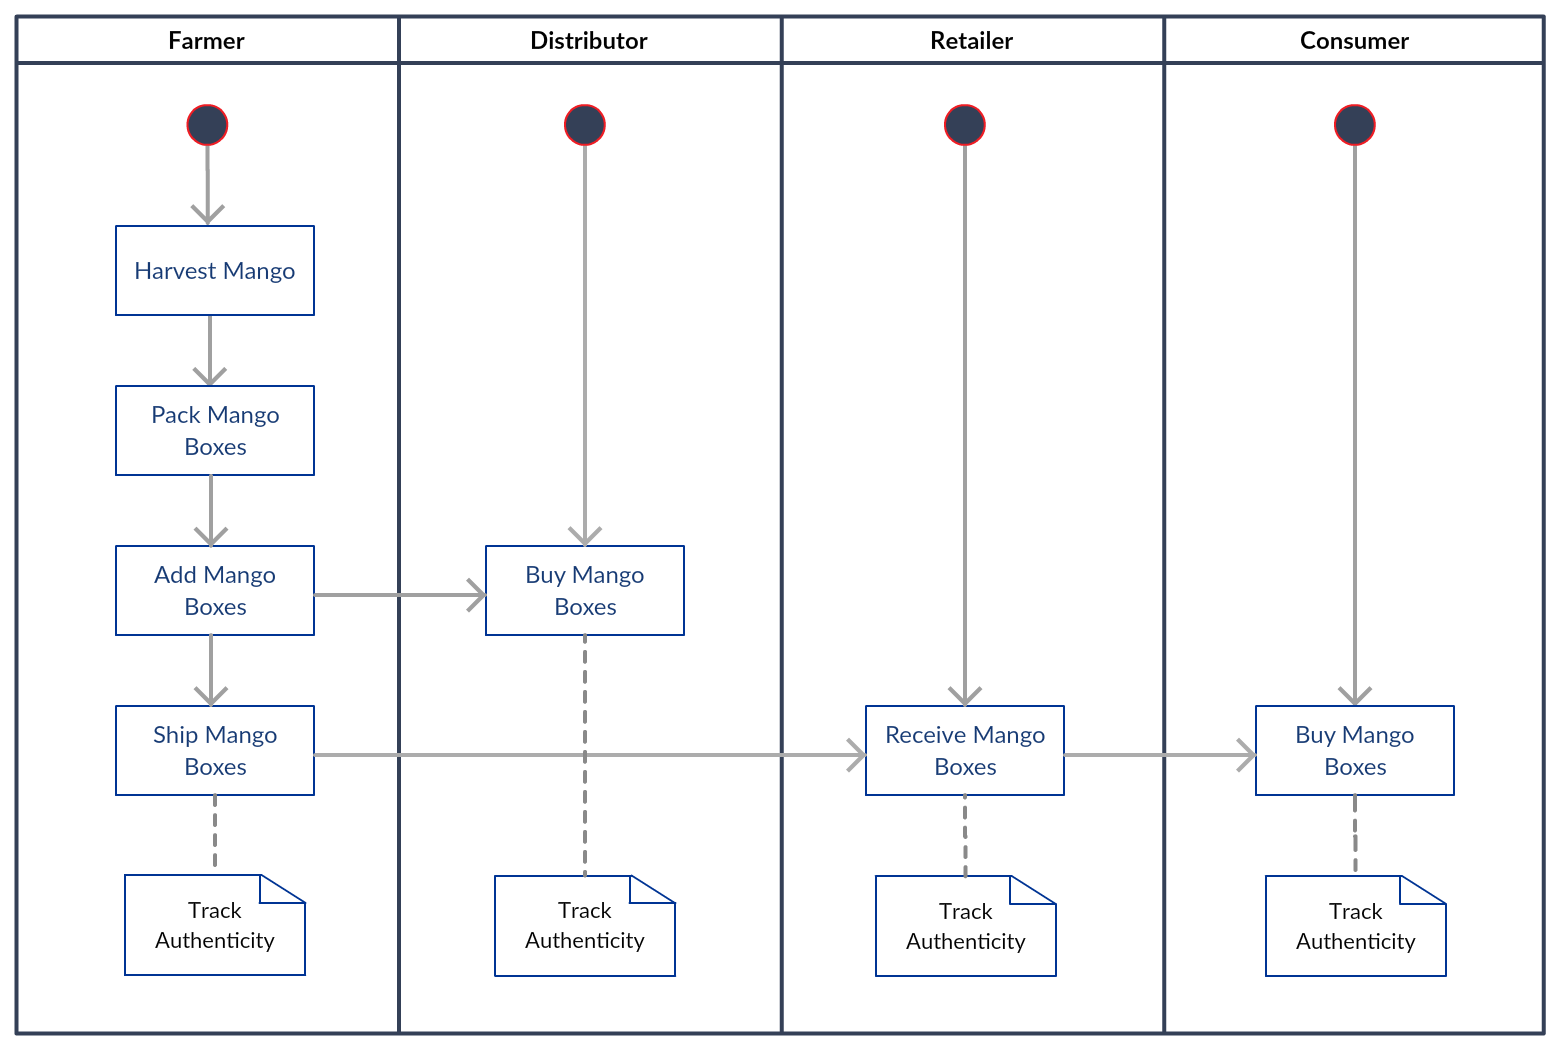 Farmer
Distributor
Retailer
Consumer
Harvest Mango
Pack Mango
Boxes
Add Mango
Boxes
Buy Mango
Boxes
Ship Mango
Boxes
Receive Mango
Boxes
Buy Mango
Boxes
Track
Authenticity
Track
Authenticity
Track
Authenticity
Track
Authenticity